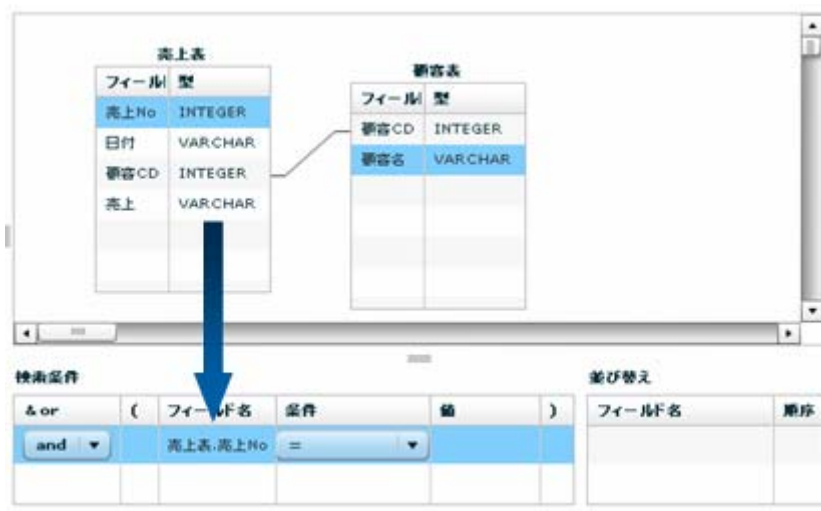 売上表
フィール 型
売上No INTEGER
日付 VARCHAR
顧客CD INTEGER
売上 VARCHAR
顧客表
フィール 型
顧客CD INTEGER
顧客名 VARCHAR
検索条件
& or ( フィールド名 条件 値 )
and 売上表.売上No =
並び替え
フィールド名 順序